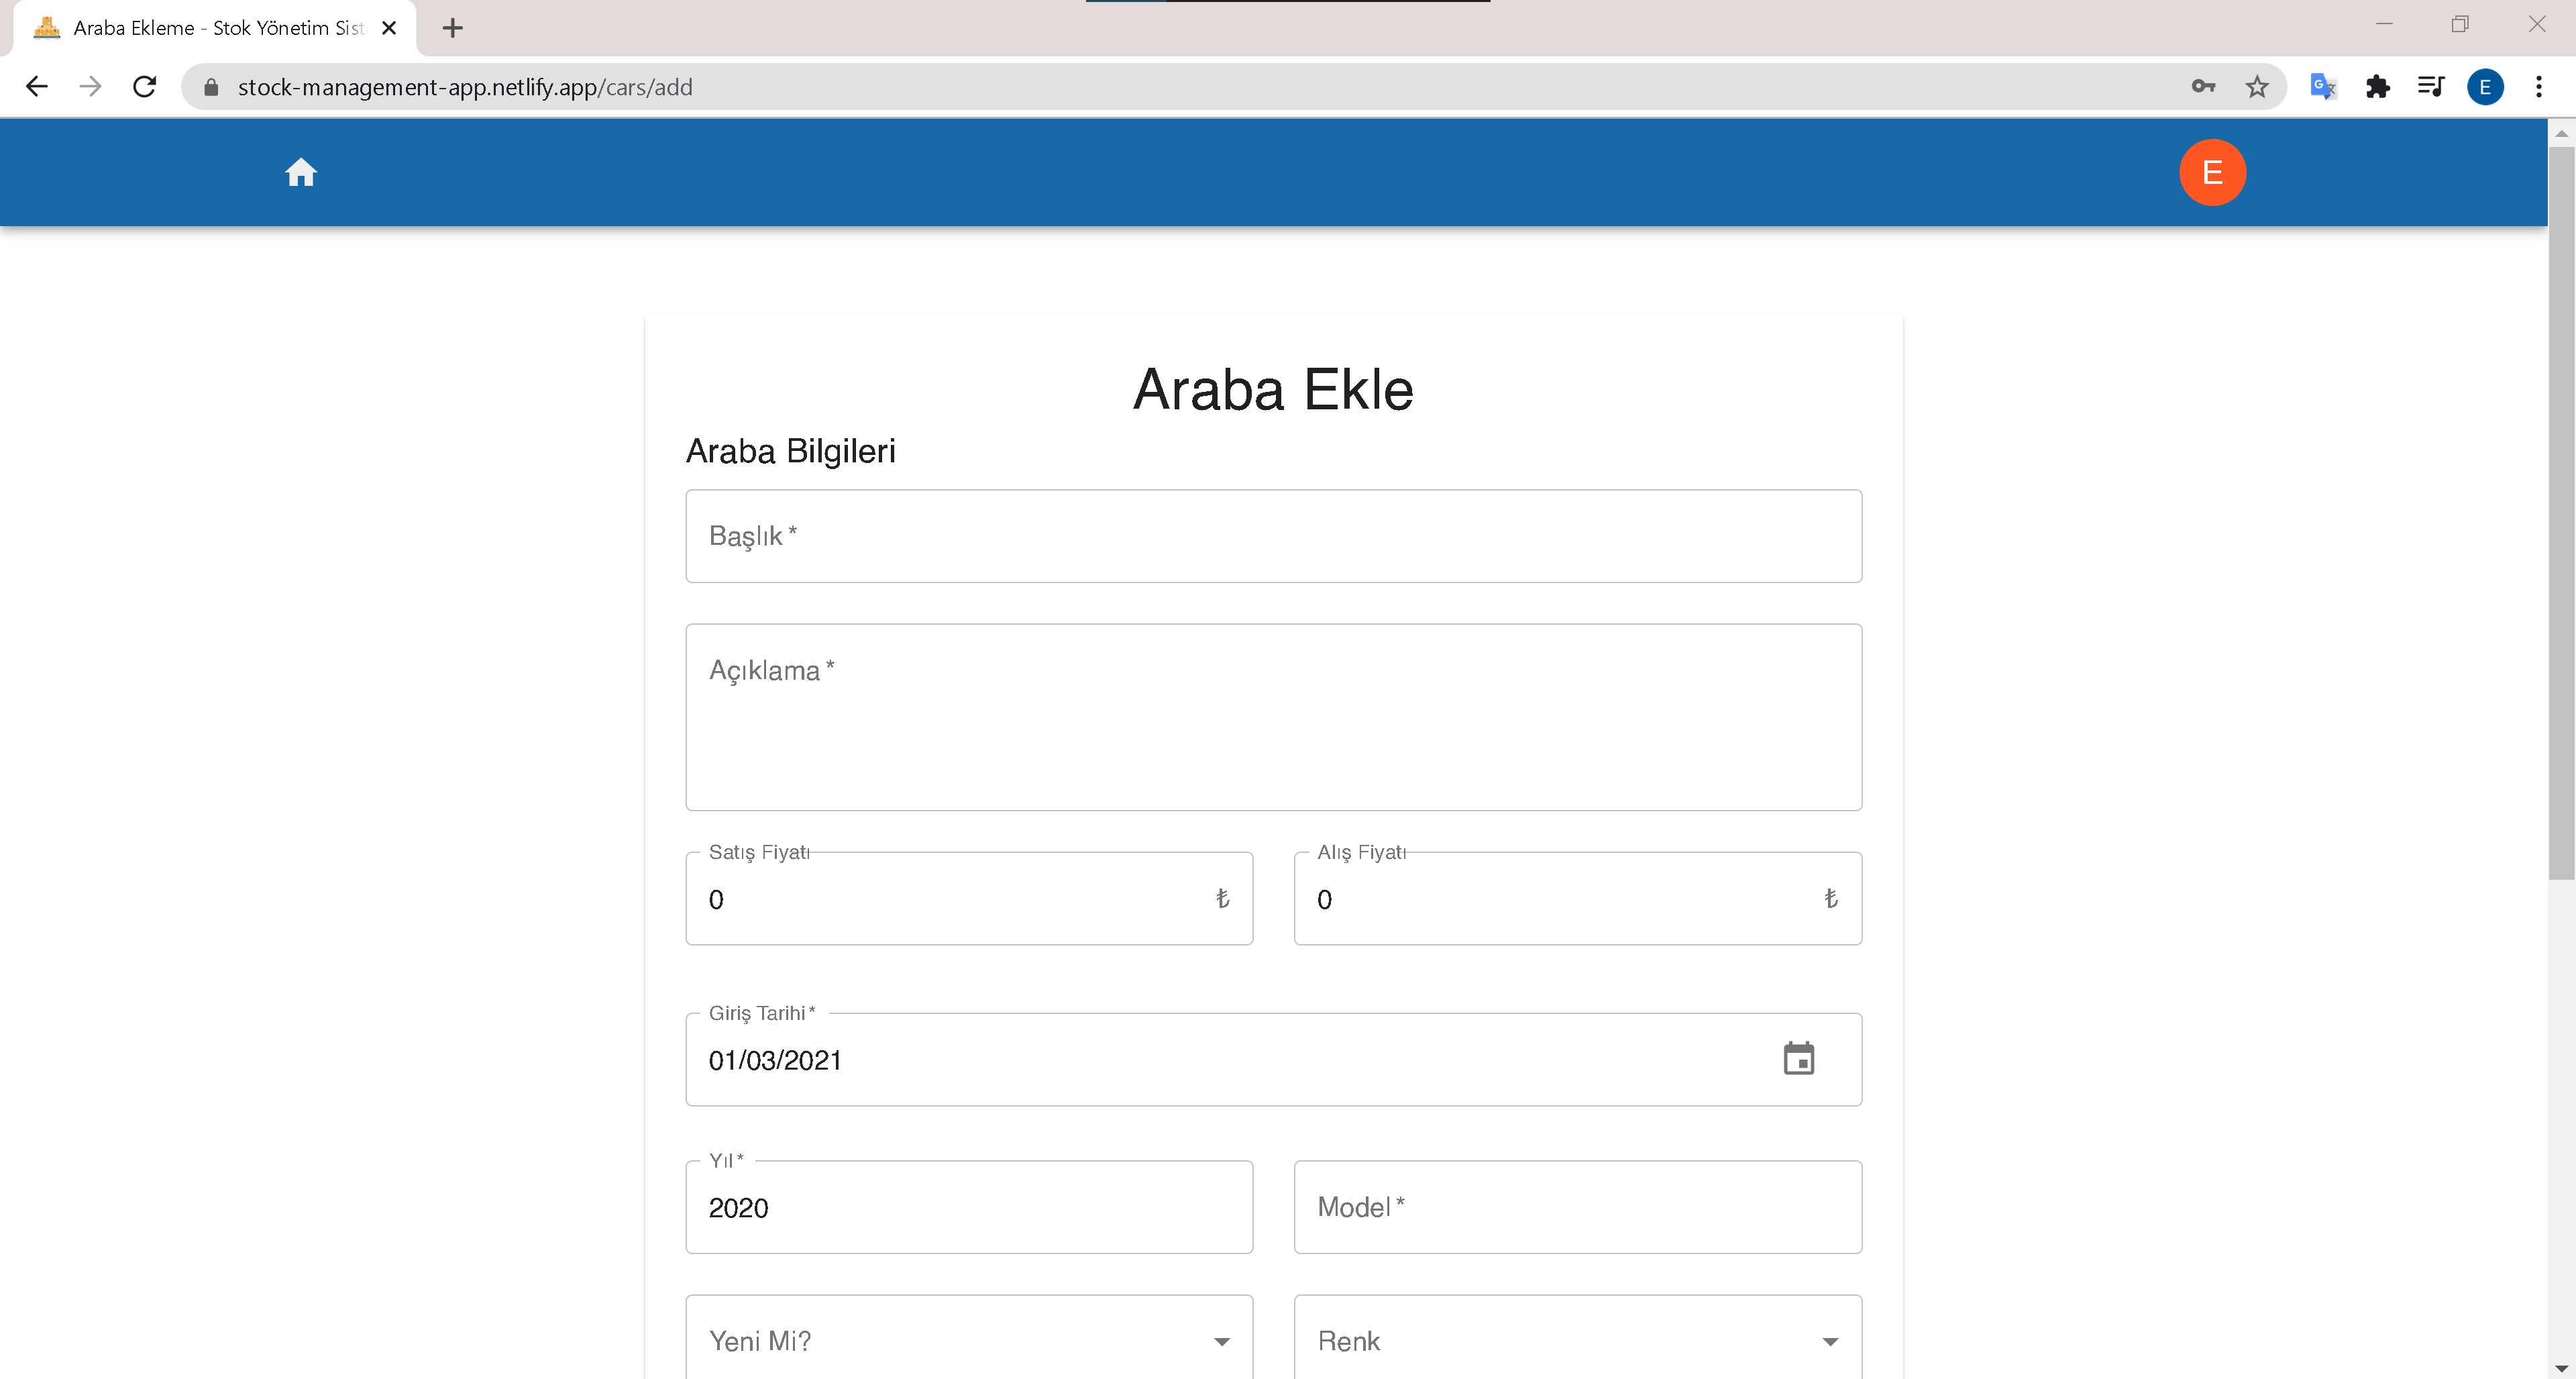 Araba Ekleme - Stok Yönetim Sist
stock-management-app.netlify.app/cars/add
E
E
Araba Ekle
Araba Bilgileri
Başlık *
Açıklama *
Satış Fiyatı
Alış Fiyatı
0 ₺
0 ₺
Giriş Tarihi *
01/03/2021
Yıl *
2020
Model *
Yeni Mi?
Renk